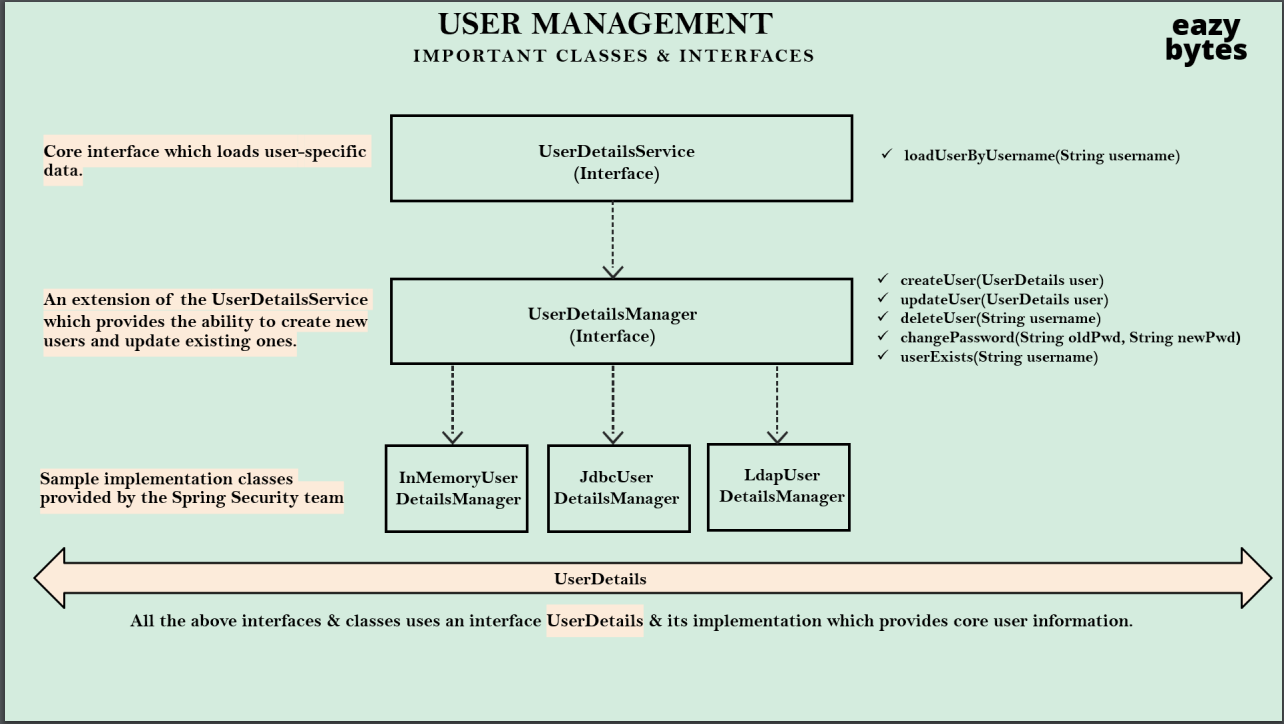 USER MANAGEMENT
IMPORTANT CLASSES & INTERFACES
eazy
bytes
Core interface which loads user-specific
data.
UserDetailsService
(Interface)
✓ loadUserByUsername(String username)
An extension of the UserDetailsService
which provides the ability to create new
users and update existing ones.
UserDetailsManager
(Interface)
✓ createUser(UserDetails user)
✓ updateUser(UserDetails user)
✓ deleteUser(String username)
✓ changePassword(String oldPwd, String newPwd)
✓ userExists(String username)
Sample implementation classes
provided by the Spring Security team
InMemoryUser
DetailsManager
JdbcUser
DetailsManager
LdapUser
DetailsManager
UserDetails
All the above interfaces & classes uses an interface UserDetails & its implementation which provides core user information.